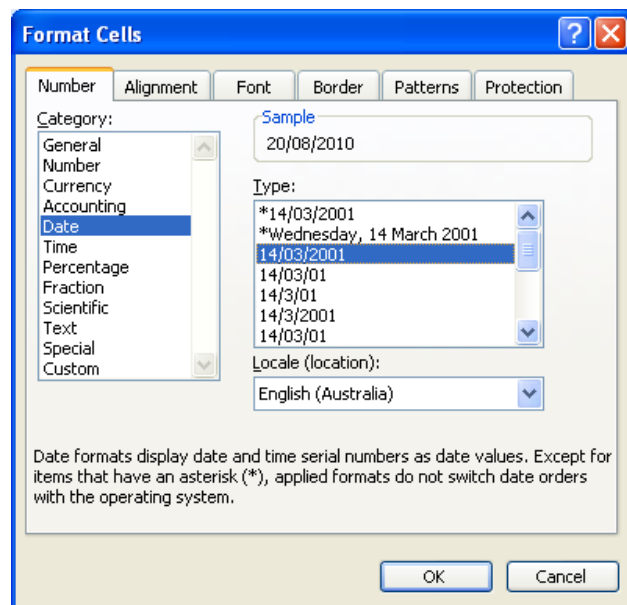 Format Cells
Number Alignment Font Border Patterns Protection
Category:
General
Number
Currency
Accounting
Date
Time
Percentage
Fraction
Scientific
Text
Special
Custom
Sample
20/08/2010
Type:
*14/03/2001
*Wednesday, 14 March 2001
14/03/2001
14/03/01
14/3/01
14/3/2001
14/03/01
Locale (location):
English (Australia)
Date formats display date and time serial numbers as date values. Except for
items that have an asterisk (*), applied formats do not switch date orders
with the operating system.
OK Cancel